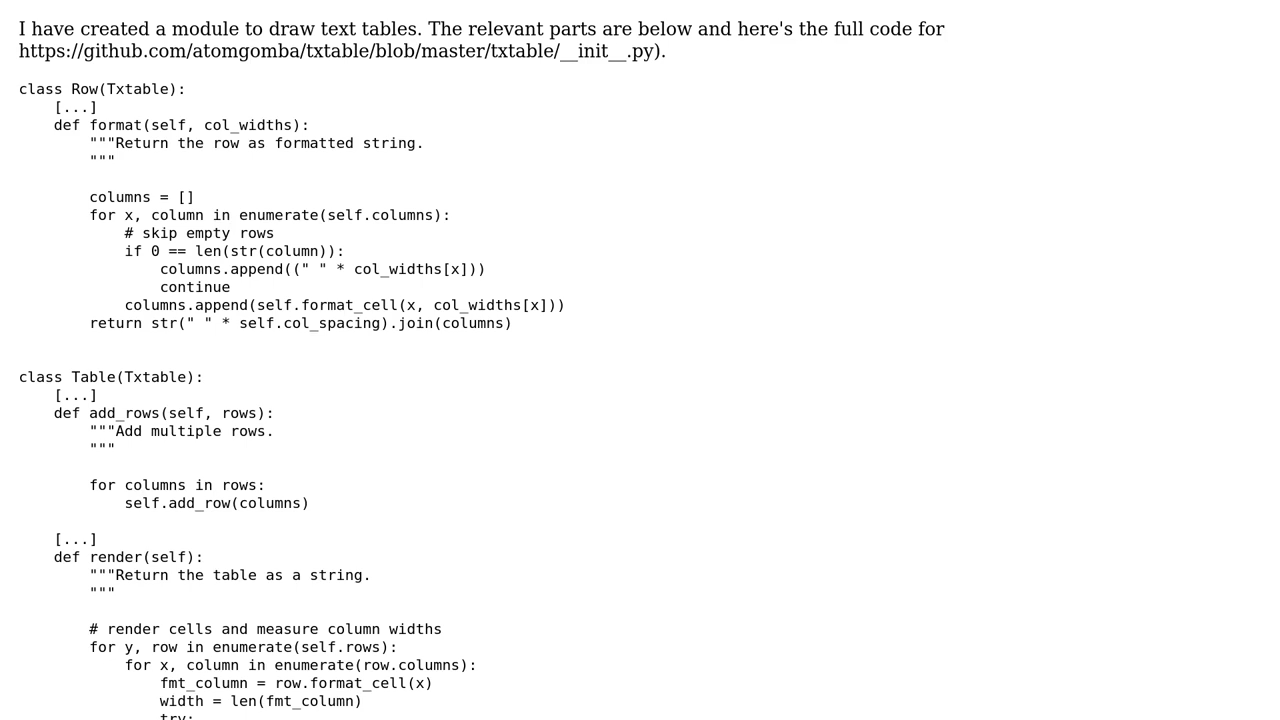 I have created a module to draw text tables. The relevant parts are below and here's the full code for
https://github.com/atomgomba/txtable/blob/master/txtable/__init__.py).
class Row(Txtable):
    [...]
    def format(self, col_widths):
        """Return the row as formatted string.
        """
        columns = []
        for x, column in enumerate(self.columns):
            # skip empty rows
            if 0 == len(str(column)):
                columns.append((" " * col_widths[x]))
                continue
            columns.append(self.format_cell(x, col_widths[x]))
        return str(" " * self.col_spacing).join(columns)
class Table(Txtable):
    [...]
    def add_rows(self, rows):
        """Add multiple rows.
        """
        for columns in rows:
            self.add_row(columns)
    [...]
    def render(self):
        """Return the table as a string.
        """
        # render cells and measure column widths
        for y, row in enumerate(self.rows):
            for x, column in enumerate(row.columns):
                fmt_column = row.format_cell(x)
                width = len(fmt_column)
                try: